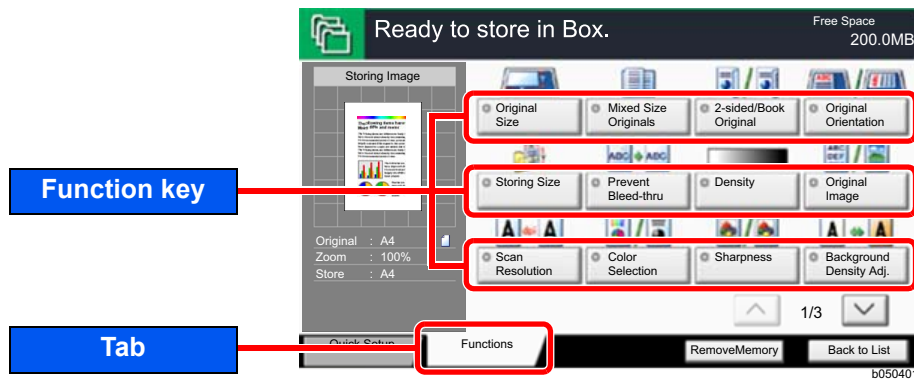 Ready to store in Box.
Free Space
200.0MB
Storing Image
Original
Size
Mixed Size
Originals
2-sided/Book
Original
Original
Orientation
Function key
Storing Size
Prevent
Bleed-thru
Density
Original
Image
Original : A4
Zoom : 100%
Store : A4
Scan
Resolution
Color
Selection
Sharpness
Background
Density Adj.
1/3
Tab
Quick Setup
Functions
RemoveMemory
Back to List
b050401